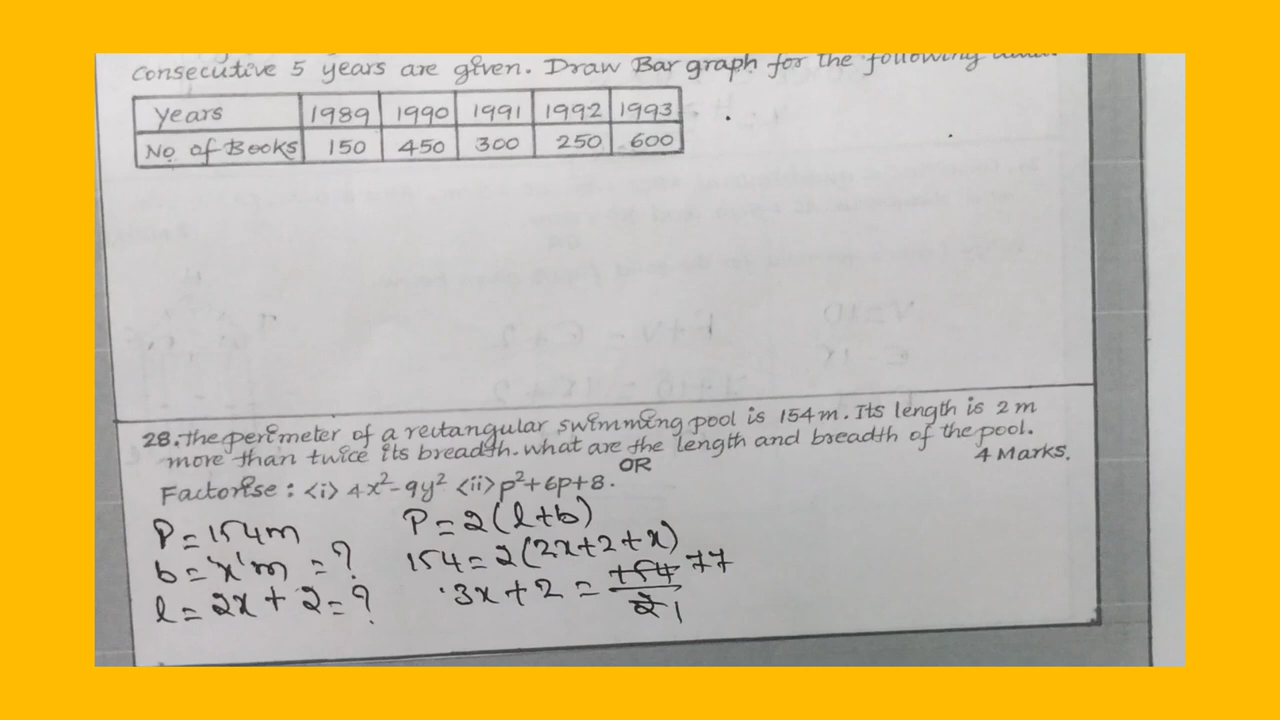 Consecutive 5 years are given. Draw Bar graph for the following
Years 1989 1990 1991 1992 1993
No of Books 150 450 300 250 600
28. the perimeter of a rectangular swimming pool is 154m. Its length is 2m
more than twice its breadth. what are the length and breadth of the pool.
OR 4 Marks.
Factorise: <i> 4x²-9y² <ii> p²+6p+8.
P=154m P=2(l+b)
b='x'm =? 154=2(2x+2+x)
l=2x+2=? 3x+2=154/2 77/1